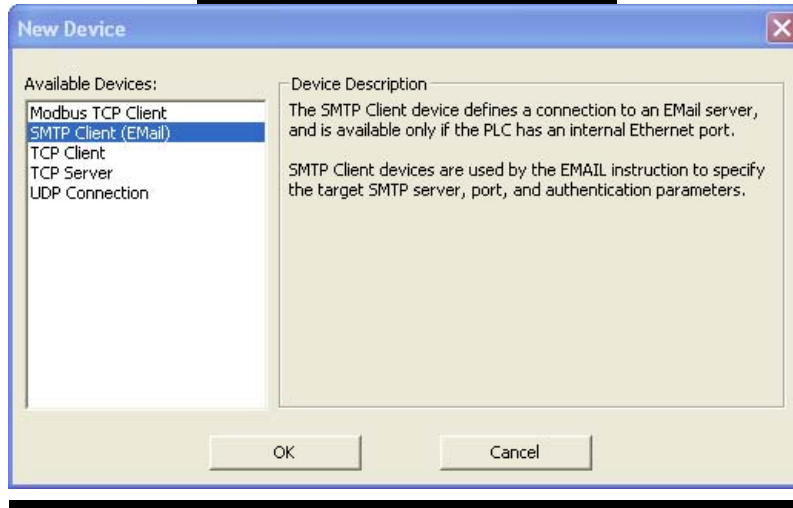 New Device
Available Devices:
Modbus TCP Client
SMTP Client (EMail)
TCP Client
TCP Server
UDP Connection
Device Description
The SMTP Client device defines a connection to an EMail server,
and is available only if the PLC has an internal Ethernet port.
SMTP Client devices are used by the EMAIL instruction to specify
the target SMTP server, port, and authentication parameters.
OK
Cancel